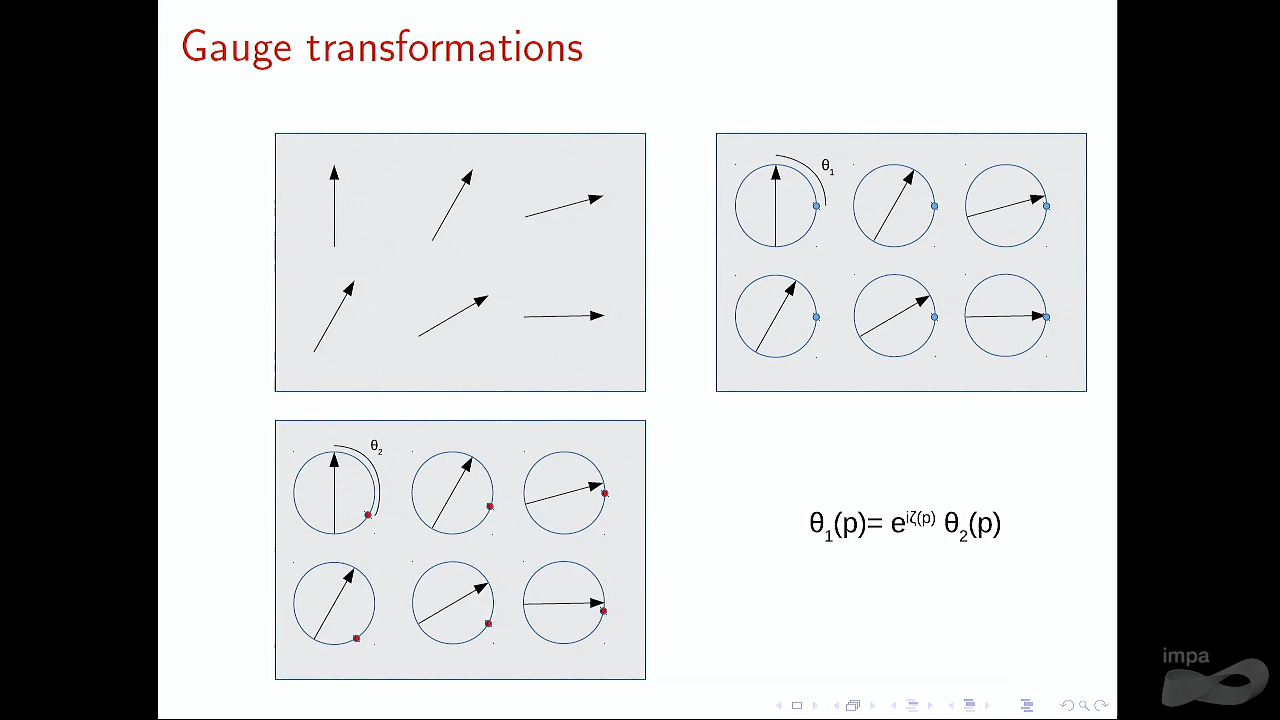 Gauge transformations
θ₁
θ₂
θ₁(p)= e^{iζ(p)} θ₂(p)
impa